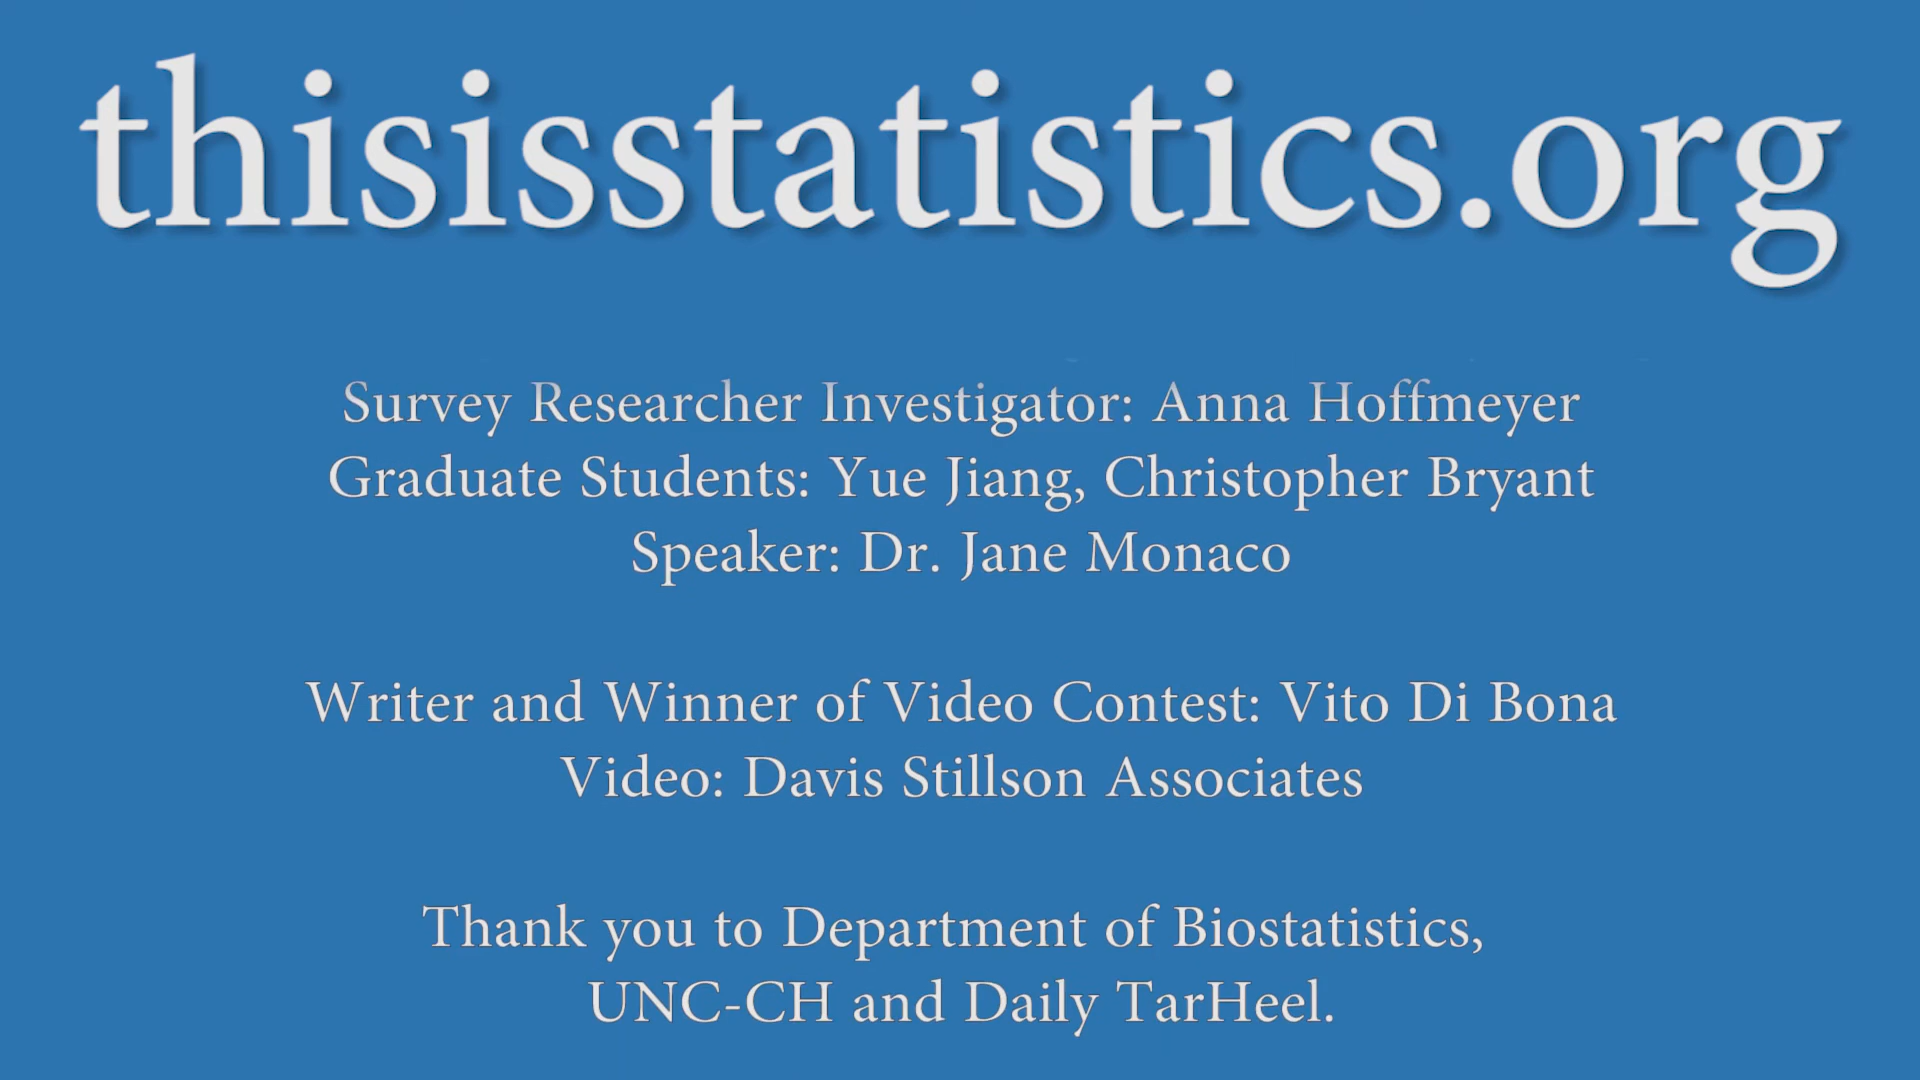 thisisstatistics.org
Survey Researcher Investigator: Anna Hoffmeyer
Graduate Students: Yue Jiang, Christopher Bryant
Speaker: Dr. Jane Monaco
Writer and Winner of Video Contest: Vito Di Bona
Video: Davis Stillson Associates
Thank you to Department of Biostatistics,
UNC-CH and Daily TarHeel.